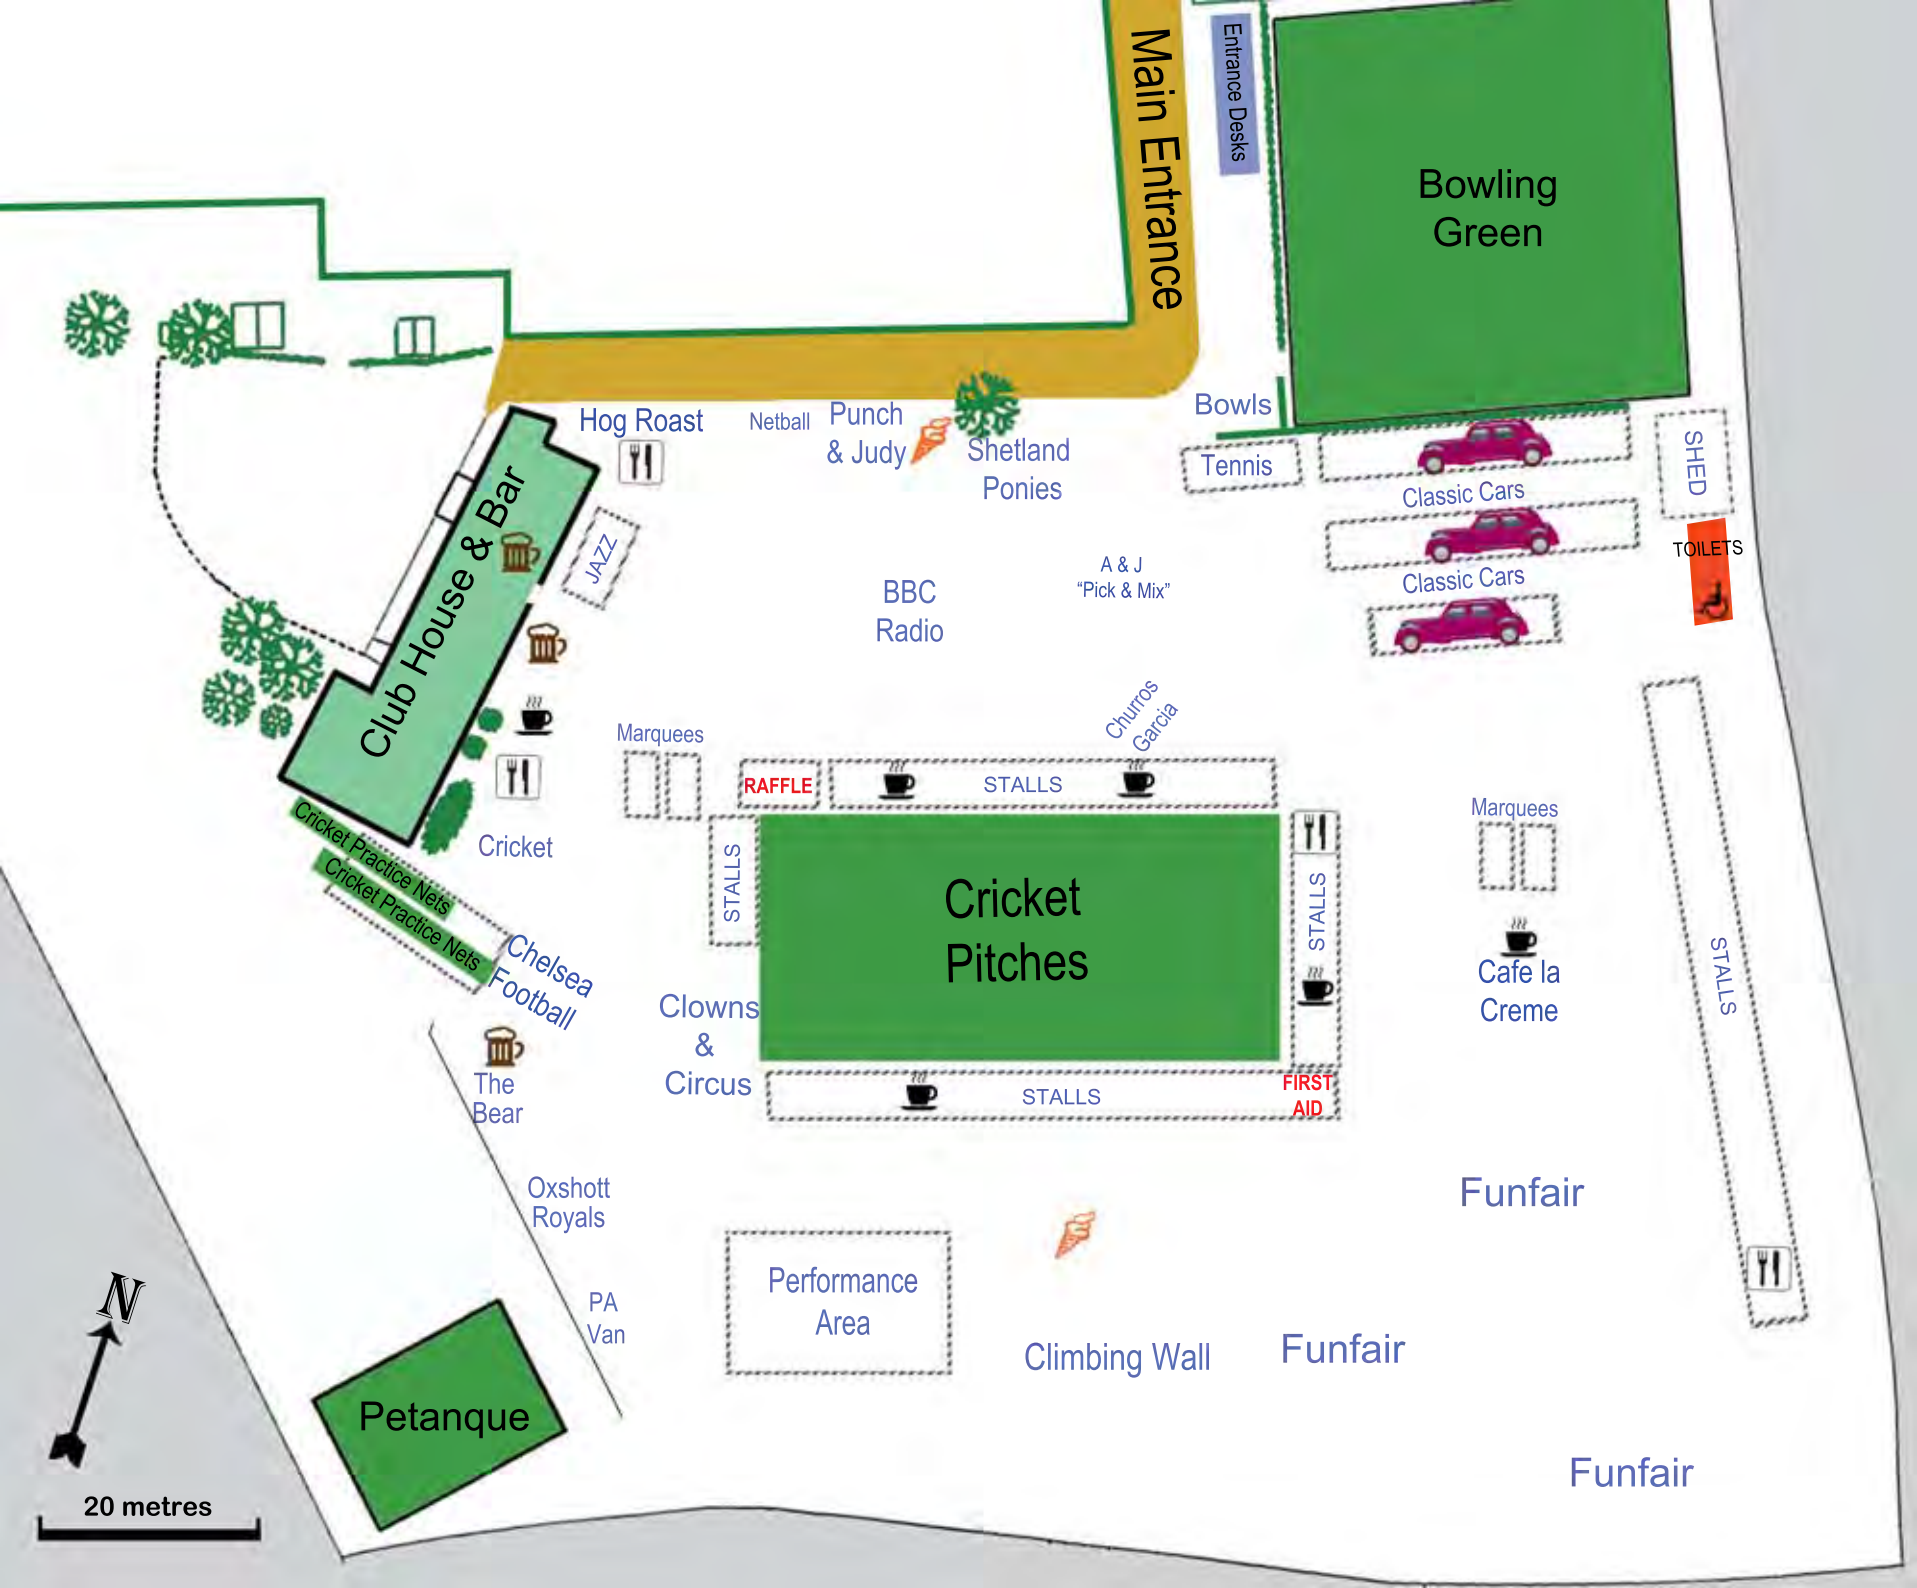 Main Entrance
Entrance Desks
Bowling
Green
Hog Roast
Netball
Punch
& Judy
Shetland
Ponies
Bowls
Tennis
Classic Cars
SHED
Classic Cars
TOILETS
Club House & Bar
JAZZ
BBC
Radio
A & J
“Pick & Mix”
Churros
Garcia
Marquees
RAFFLE
STALLS
Cricket
STALLS
Cricket
Pitches
STALLS
Marquees
Cafe la
Creme
STALLS
Cricket Practice Nets
Cricket Practice Nets
Chelsea
Football
Clowns
&
Circus
The
Bear
STALLS
FIRST
AID
Oxshott
Royals
Funfair
PA
Van
Performance
Area
Climbing Wall
Funfair
Petanque
Funfair
N
20 metres